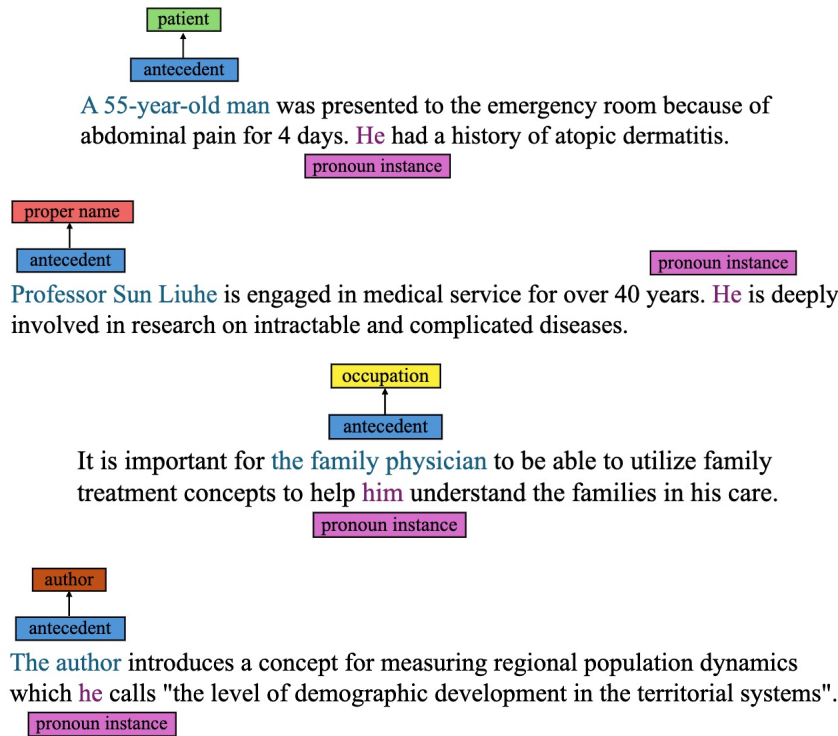 patient
antecedent
A 55-year-old man was presented to the emergency room because of
abdominal pain for 4 days. He had a history of atopic dermatitis.
pronoun instance
proper name
antecedent
pronoun instance
Professor Sun Liuhe is engaged in medical service for over 40 years. He is deeply
involved in research on intractable and complicated diseases.
occupation
antecedent
It is important for the family physician to be able to utilize family
treatment concepts to help him understand the families in his care.
pronoun instance
author
antecedent
The author introduces a concept for measuring regional population dynamics
which he calls "the level of demographic development in the territorial systems".
pronoun instance